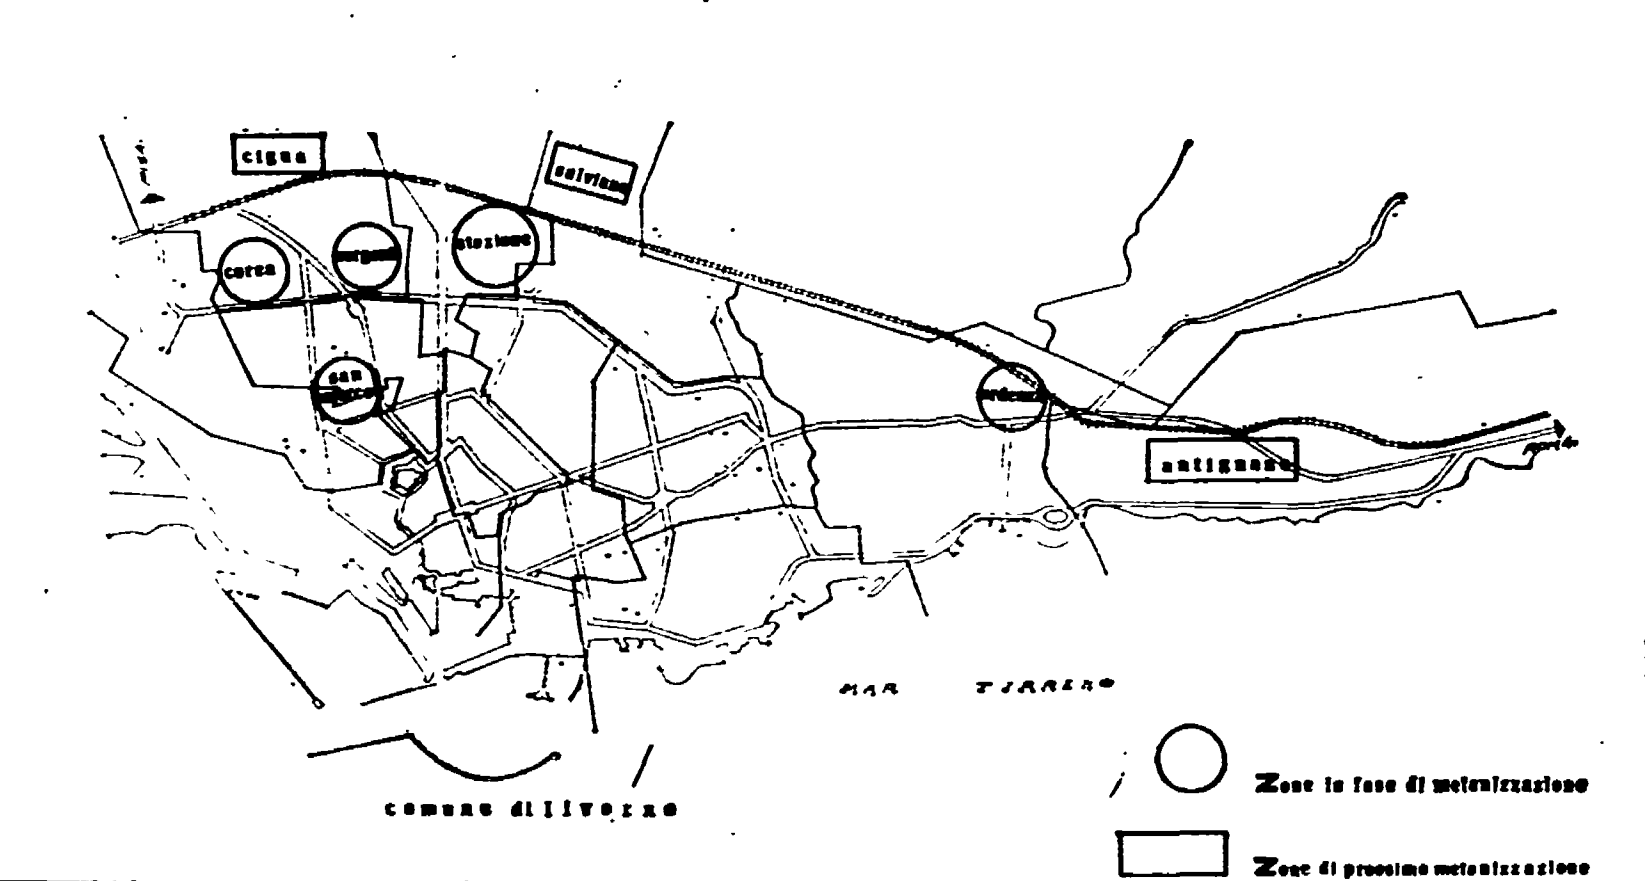 cigna
salviano
corea
sorgenti
stazione
san
marco
ardenza
antignano
MAR TIRRENO
comune di livorno
Zone in fase di metanizzazione
Zone di prossima metanizzazione